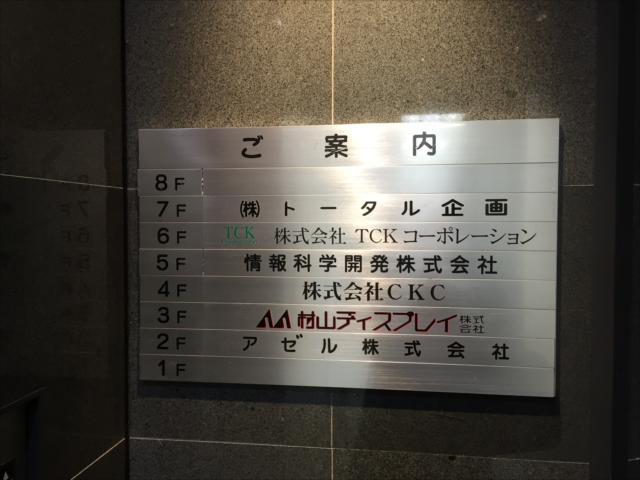 ご案内
8F
7F ㈱トータル企画
6F TCK 株式会社 TCKコーポレーション
5F 情報科学開発株式会社
4F 株式会社CKC
3F 村山ディスプレイ株式会社
2F アゼル株式会社
1F